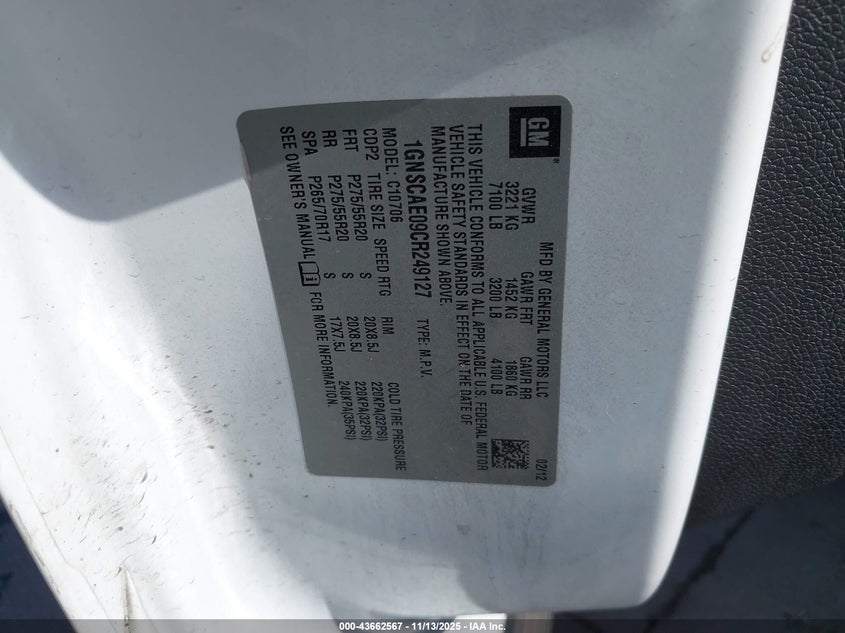 GM®
MFD BY GENERAL MOTORS LLC 02/12
GVWR GAWR FRT GAWR RR
3221 KG 1452 KG 1860 KG
7100 LB 3200 LB 4100 LB
THIS VEHICLE CONFORMS TO ALL APPLICABLE U.S. FEDERAL MOTOR
VEHICLE SAFETY STANDARDS IN EFFECT ON THE DATE OF
MANUFACTURE SHOWN ABOVE.
1GNSCAE09CR249127 TYPE: M.P.V.
MODEL: C10706
CDP2 TIRE SIZE SPEED RTG RIM COLD TIRE PRESSURE
FRT P275/55R20 S 20X8.5J 220KPA(32PSI)
RR P275/55R20 S 20X8.5J 220KPA(32PSI)
SPA P265/70R17 17X7.5J 240KPA(35PSI)
SEE OWNER'S MANUAL FOR MORE INFORMATION.
000-43662567 - 11/13/2025 - IAA Inc.